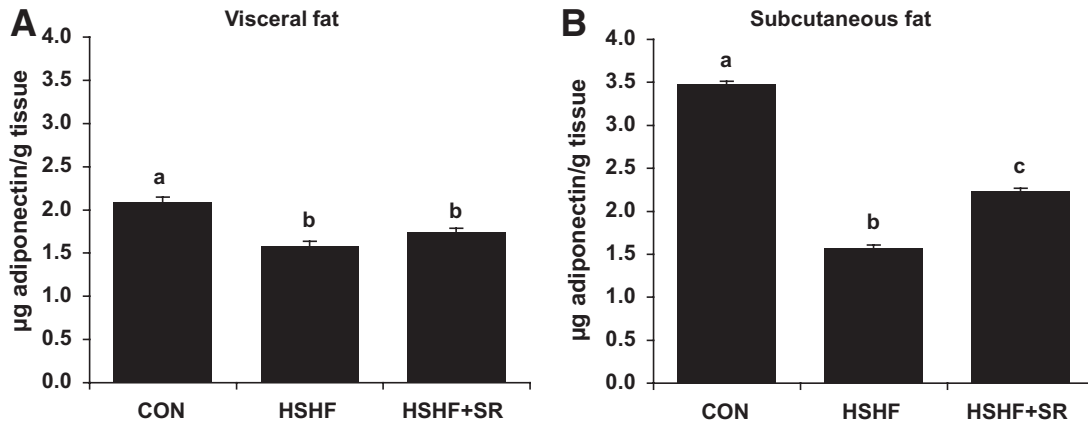 A
Visceral fat
µg adiponectin/g tissue
4.0
3.5
3.0
2.5
2.0
1.5
1.0
0.5
0.0
a
b
b
CON HSHF HSHF+SR
B
Subcutaneous fat
µg adiponectin/g tissue
4.0
3.5
3.0
2.5
2.0
1.5
1.0
0.5
0.0
a
b
c
CON HSHF HSHF+SR